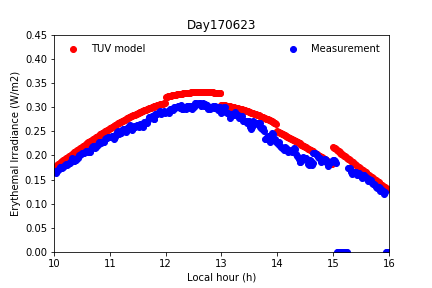 Day170623
TUV model
Measurement
Erythemal Irradiance (W/m2)
0.45
0.40
0.35
0.30
0.25
0.20
0.15
0.10
0.05
0.00
10 11 12 13 14 15 16
Local hour (h)